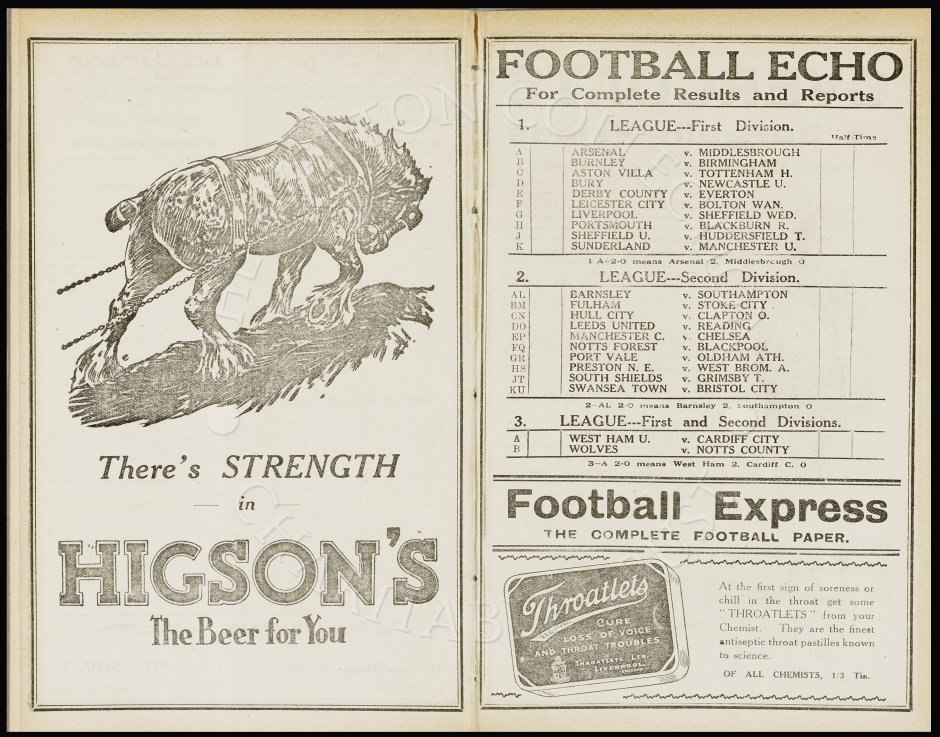 There's STRENGTH
in
HIGSON'S
The Beer for You
FOOTBALL ECHO
For Complete Results and Reports
1. LEAGUE---First Division.
Half-Time
A ARSENAL v. MIDDLESBROUGH
B BURNLEY v. BIRMINGHAM
C ASTON VILLA v. TOTTENHAM H.
D BURY v. NEWCASTLE U.
E DERBY COUNTY v. EVERTON
F LEICESTER CITY v. BOLTON WAN.
G LIVERPOOL v. SHEFFIELD WED.
H PORTSMOUTH v. BLACKBURN R.
J SHEFFIELD U. v. HUDDERSFIELD T.
K SUNDERLAND v. MANCHESTER U.
1 A-2-0 means Arsenal 2, Middlesbrough 0
2. LEAGUE---Second Division.
AL BARNSLEY v. SOUTHAMPTON
BM FULHAM v. STOKE CITY
CN HULL CITY v. CLAPTON O.
DO LEEDS UNITED v. READING
EP MANCHESTER C. v. CHELSEA
FQ NOTTS FOREST v. BLACKPOOL
GR PORT VALE v. OLDHAM ATH.
HS PRESTON N. E. v. WEST BROM. A.
JT SOUTH SHIELDS v. GRIMSBY T.
KU SWANSEA TOWN v. BRISTOL CITY
2-AL 2-0 means Barnsley 2, Southampton 0
3. LEAGUE---First and Second Divisions.
A WEST HAM U. v. CARDIFF CITY
B WOLVES v. NOTTS COUNTY
3-A 2-0 means West Ham 2, Cardiff C. 0
Football Express
THE COMPLETE FOOTBALL PAPER.
Throatlets
CURE
LOSS OF VOICE
AND THROAT TROUBLES
THROATLETS LTD
LIVERPOOL.
At the first sign of soreness or
chill in the throat get some
"THROATLETS" from your
Chemist. They are the finest
antiseptic throat pastilles known
to science.
OF ALL CHEMISTS, 1/3 Tin.